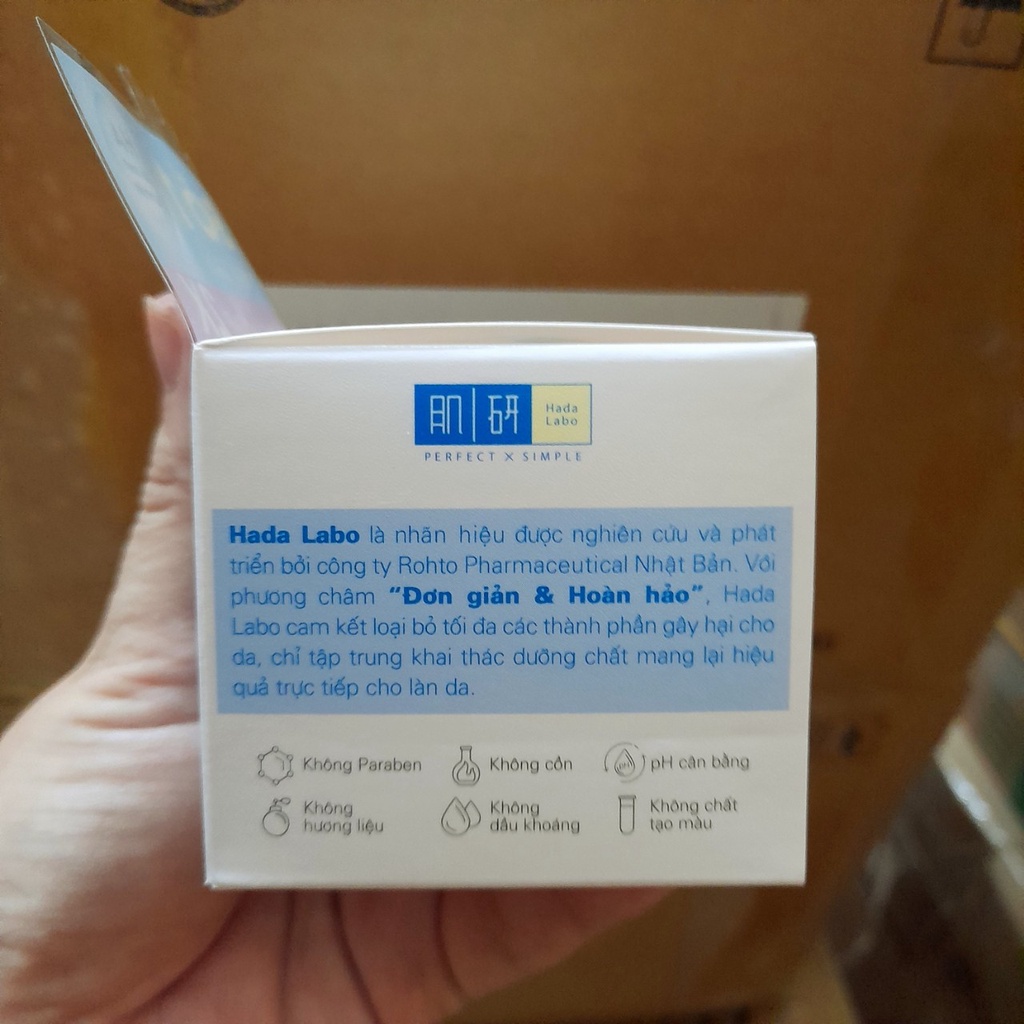 肌研
Hada
Labo
PERFECT X SIMPLE
Hada Labo là nhãn hiệu được nghiên cứu và phát
triển bởi công ty Rohto Pharmaceutical Nhật Bản. Với
phương châm "Đơn giản & Hoàn hảo", Hada
Labo cam kết loại bỏ tối đa các thành phần gây hại cho
da, chỉ tập trung khai thác dưỡng chất mang lại hiệu
quả trực tiếp cho làn da.
Không Paraben
Không cồn
pH
pH cân bằng
Không
hương liệu
Không
dầu khoáng
Không chất
tạo màu